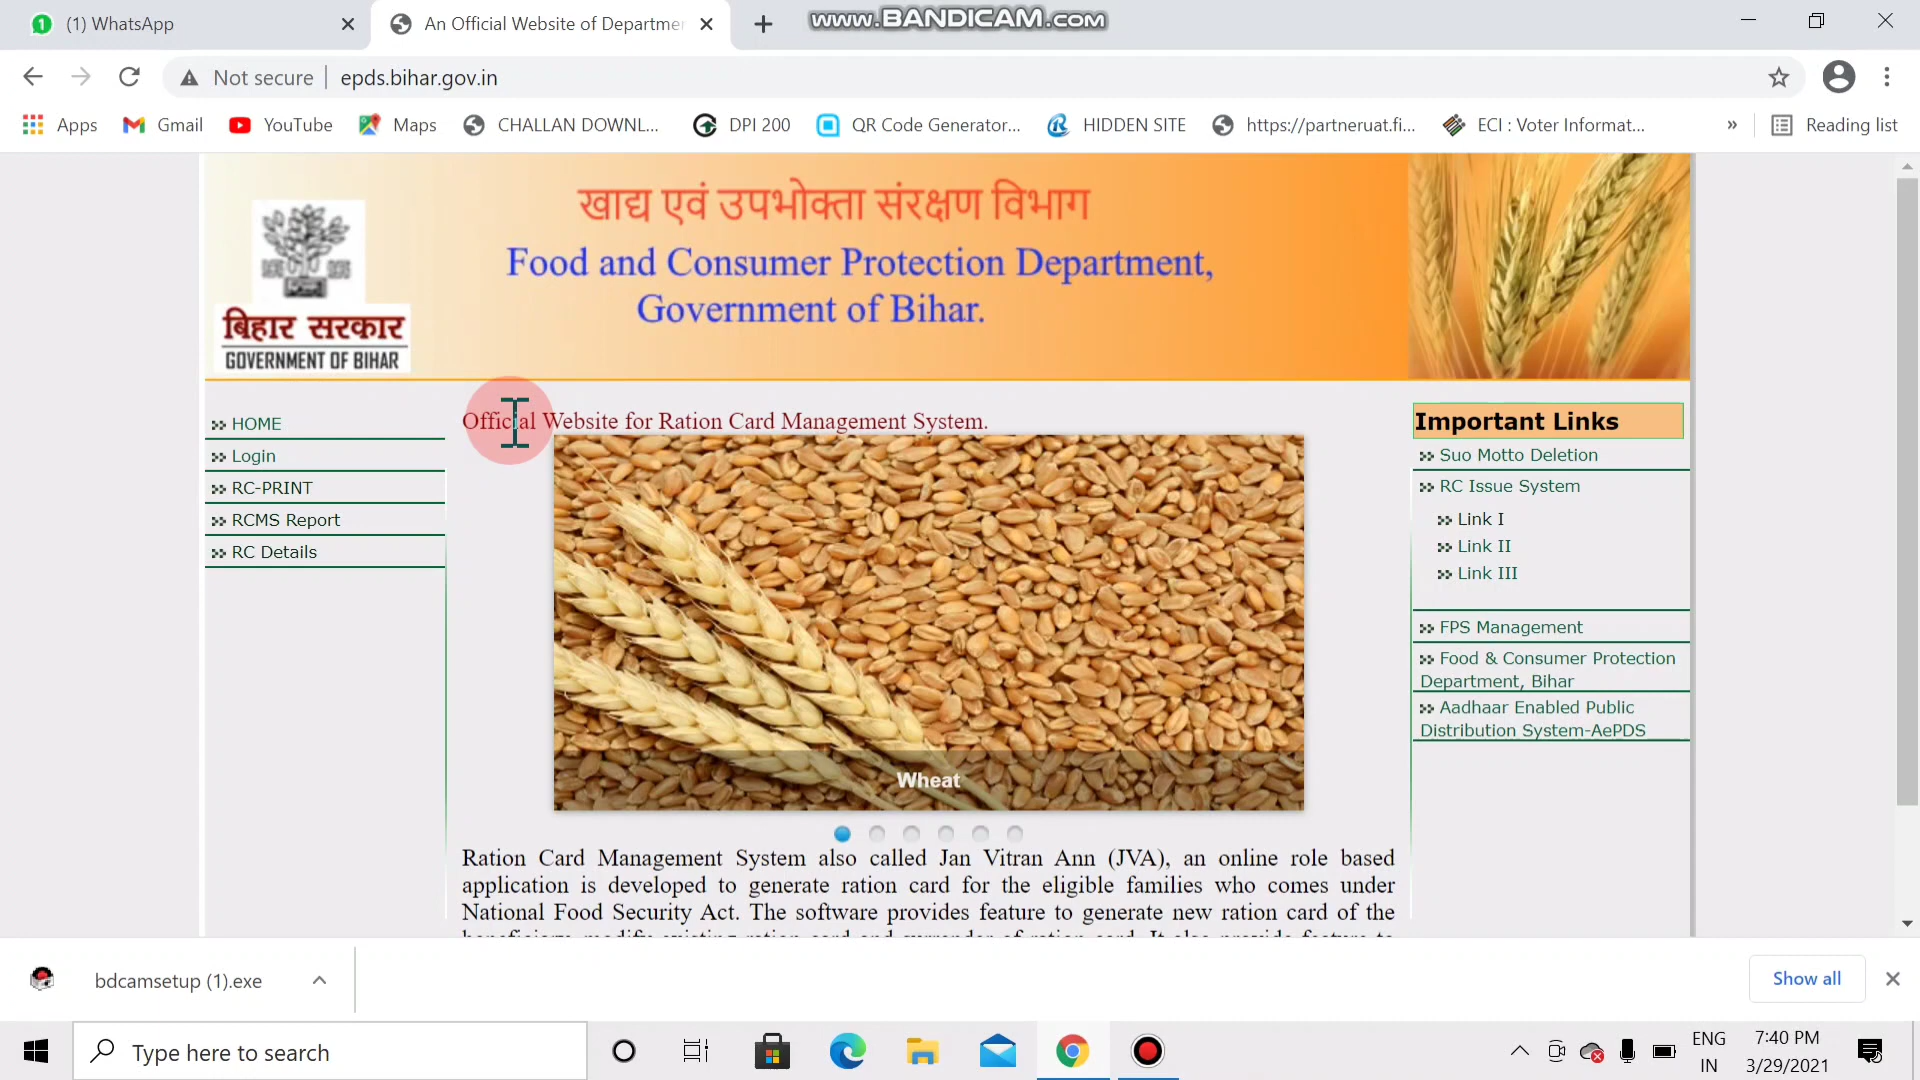 (1) WhatsApp
An Official Website of Departmen
www.BANDICAM.com
Not secure
epds.bihar.gov.in
Apps
Gmail
YouTube
Maps
CHALLAN DOWNL...
DPI 200
QR Code Generator...
HIDDEN SITE
https://partneruat.fi...
ECI : Voter Informat...
»
Reading list
खाद्य एवं उपभोक्ता संरक्षण विभाग
Food and Consumer Protection Department,
Government of Bihar.
बिहार सरकार
GOVERNMENT OF BIHAR
HOME
Login
RC-PRINT
RCMS Report
RC Details
Official Website for Ration Card Management System.
Wheat
Ration Card Management System also called Jan Vitran Ann (JVA), an online role based
application is developed to generate ration card for the eligible families who comes under
National Food Security Act. The software provides feature to generate new ration card of the
Important Links
Suo Motto Deletion
RC Issue System
Link I
Link II
Link III
FPS Management
Food & Consumer Protection
Department, Bihar
Aadhaar Enabled Public
Distribution System-AePDS
bdcamsetup (1).exe
Show all
Type here to search
ENG
IN
7:40 PM
3/29/2021